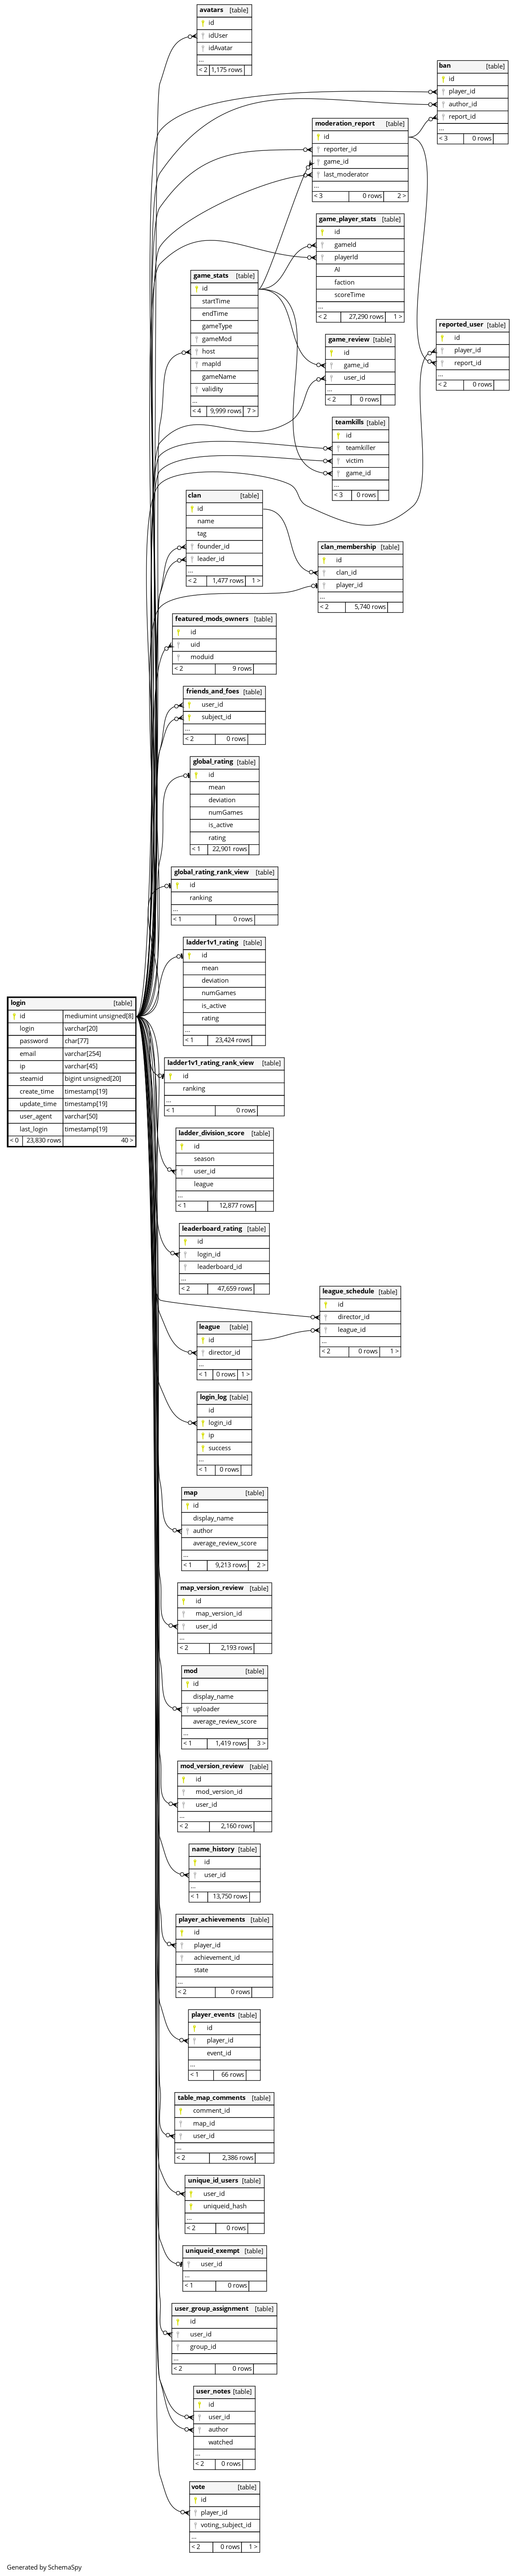 avatars [table]
id
idUser
idAvatar
...
< 2 1,175 rows
ban [table]
id
player_id
author_id
report_id
...
< 3 0 rows
moderation_report [table]
id
reporter_id
game_id
last_moderator
...
< 3 0 rows 2 >
game_player_stats [table]
id
gameId
playerId
AI
faction
scoreTime
...
< 2 27,290 rows 1 >
game_stats [table]
id
startTime
endTime
gameType
gameMod
host
mapId
gameName
validity
...
< 4 9,999 rows 7 >
reported_user [table]
id
player_id
report_id
...
< 2 0 rows
game_review [table]
id
game_id
user_id
...
< 2 0 rows
teamkills [table]
id
teamkiller
victim
game_id
...
< 3 0 rows
clan [table]
id
name
tag
founder_id
leader_id
...
< 2 1,477 rows 1 >
clan_membership [table]
id
clan_id
player_id
...
< 2 5,740 rows
featured_mods_owners [table]
id
uid
moduid
< 2 9 rows
friends_and_foes [table]
user_id
subject_id
...
< 2 0 rows
global_rating [table]
id
mean
deviation
numGames
is_active
rating
< 1 22,901 rows
global_rating_rank_view [table]
id
ranking
...
< 1 0 rows
ladder1v1_rating [table]
id
mean
deviation
numGames
is_active
rating
...
< 1 23,424 rows
login [table]
id mediumint unsigned[8]
login varchar[20]
password char[77]
email varchar[254]
ip varchar[45]
steamid bigint unsigned[20]
create_time timestamp[19]
update_time timestamp[19]
user_agent varchar[50]
last_login timestamp[19]
< 0 23,830 rows 40 >
ladder1v1_rating_rank_view [table]
id
ranking
...
< 1 0 rows
ladder_division_score [table]
id
season
user_id
league
...
< 1 12,877 rows
leaderboard_rating [table]
id
login_id
leaderboard_id
...
< 2 47,659 rows
league_schedule [table]
id
director_id
league_id
...
< 2 0 rows 1 >
league [table]
id
director_id
...
< 1 0 rows 1 >
login_log [table]
id
login_id
ip
success
...
< 1 0 rows
map [table]
id
display_name
author
average_review_score
...
< 1 9,213 rows 2 >
map_version_review [table]
id
map_version_id
user_id
...
< 2 2,193 rows
mod [table]
id
display_name
uploader
average_review_score
...
< 1 1,419 rows 3 >
mod_version_review [table]
id
mod_version_id
user_id
...
< 2 2,160 rows
name_history [table]
id
user_id
...
< 1 13,750 rows
player_achievements [table]
id
player_id
achievement_id
state
...
< 2 0 rows
player_events [table]
id
player_id
event_id
...
< 1 66 rows
table_map_comments [table]
comment_id
map_id
user_id
...
< 2 2,386 rows
unique_id_users [table]
user_id
uniqueid_hash
...
< 2 0 rows
uniqueid_exempt [table]
user_id
...
< 1 0 rows
user_group_assignment [table]
id
user_id
group_id
...
< 2 0 rows
user_notes [table]
id
user_id
author
watched
...
< 2 0 rows
vote [table]
id
player_id
voting_subject_id
...
< 2 0 rows 1 >
Generated by SchemaSpy